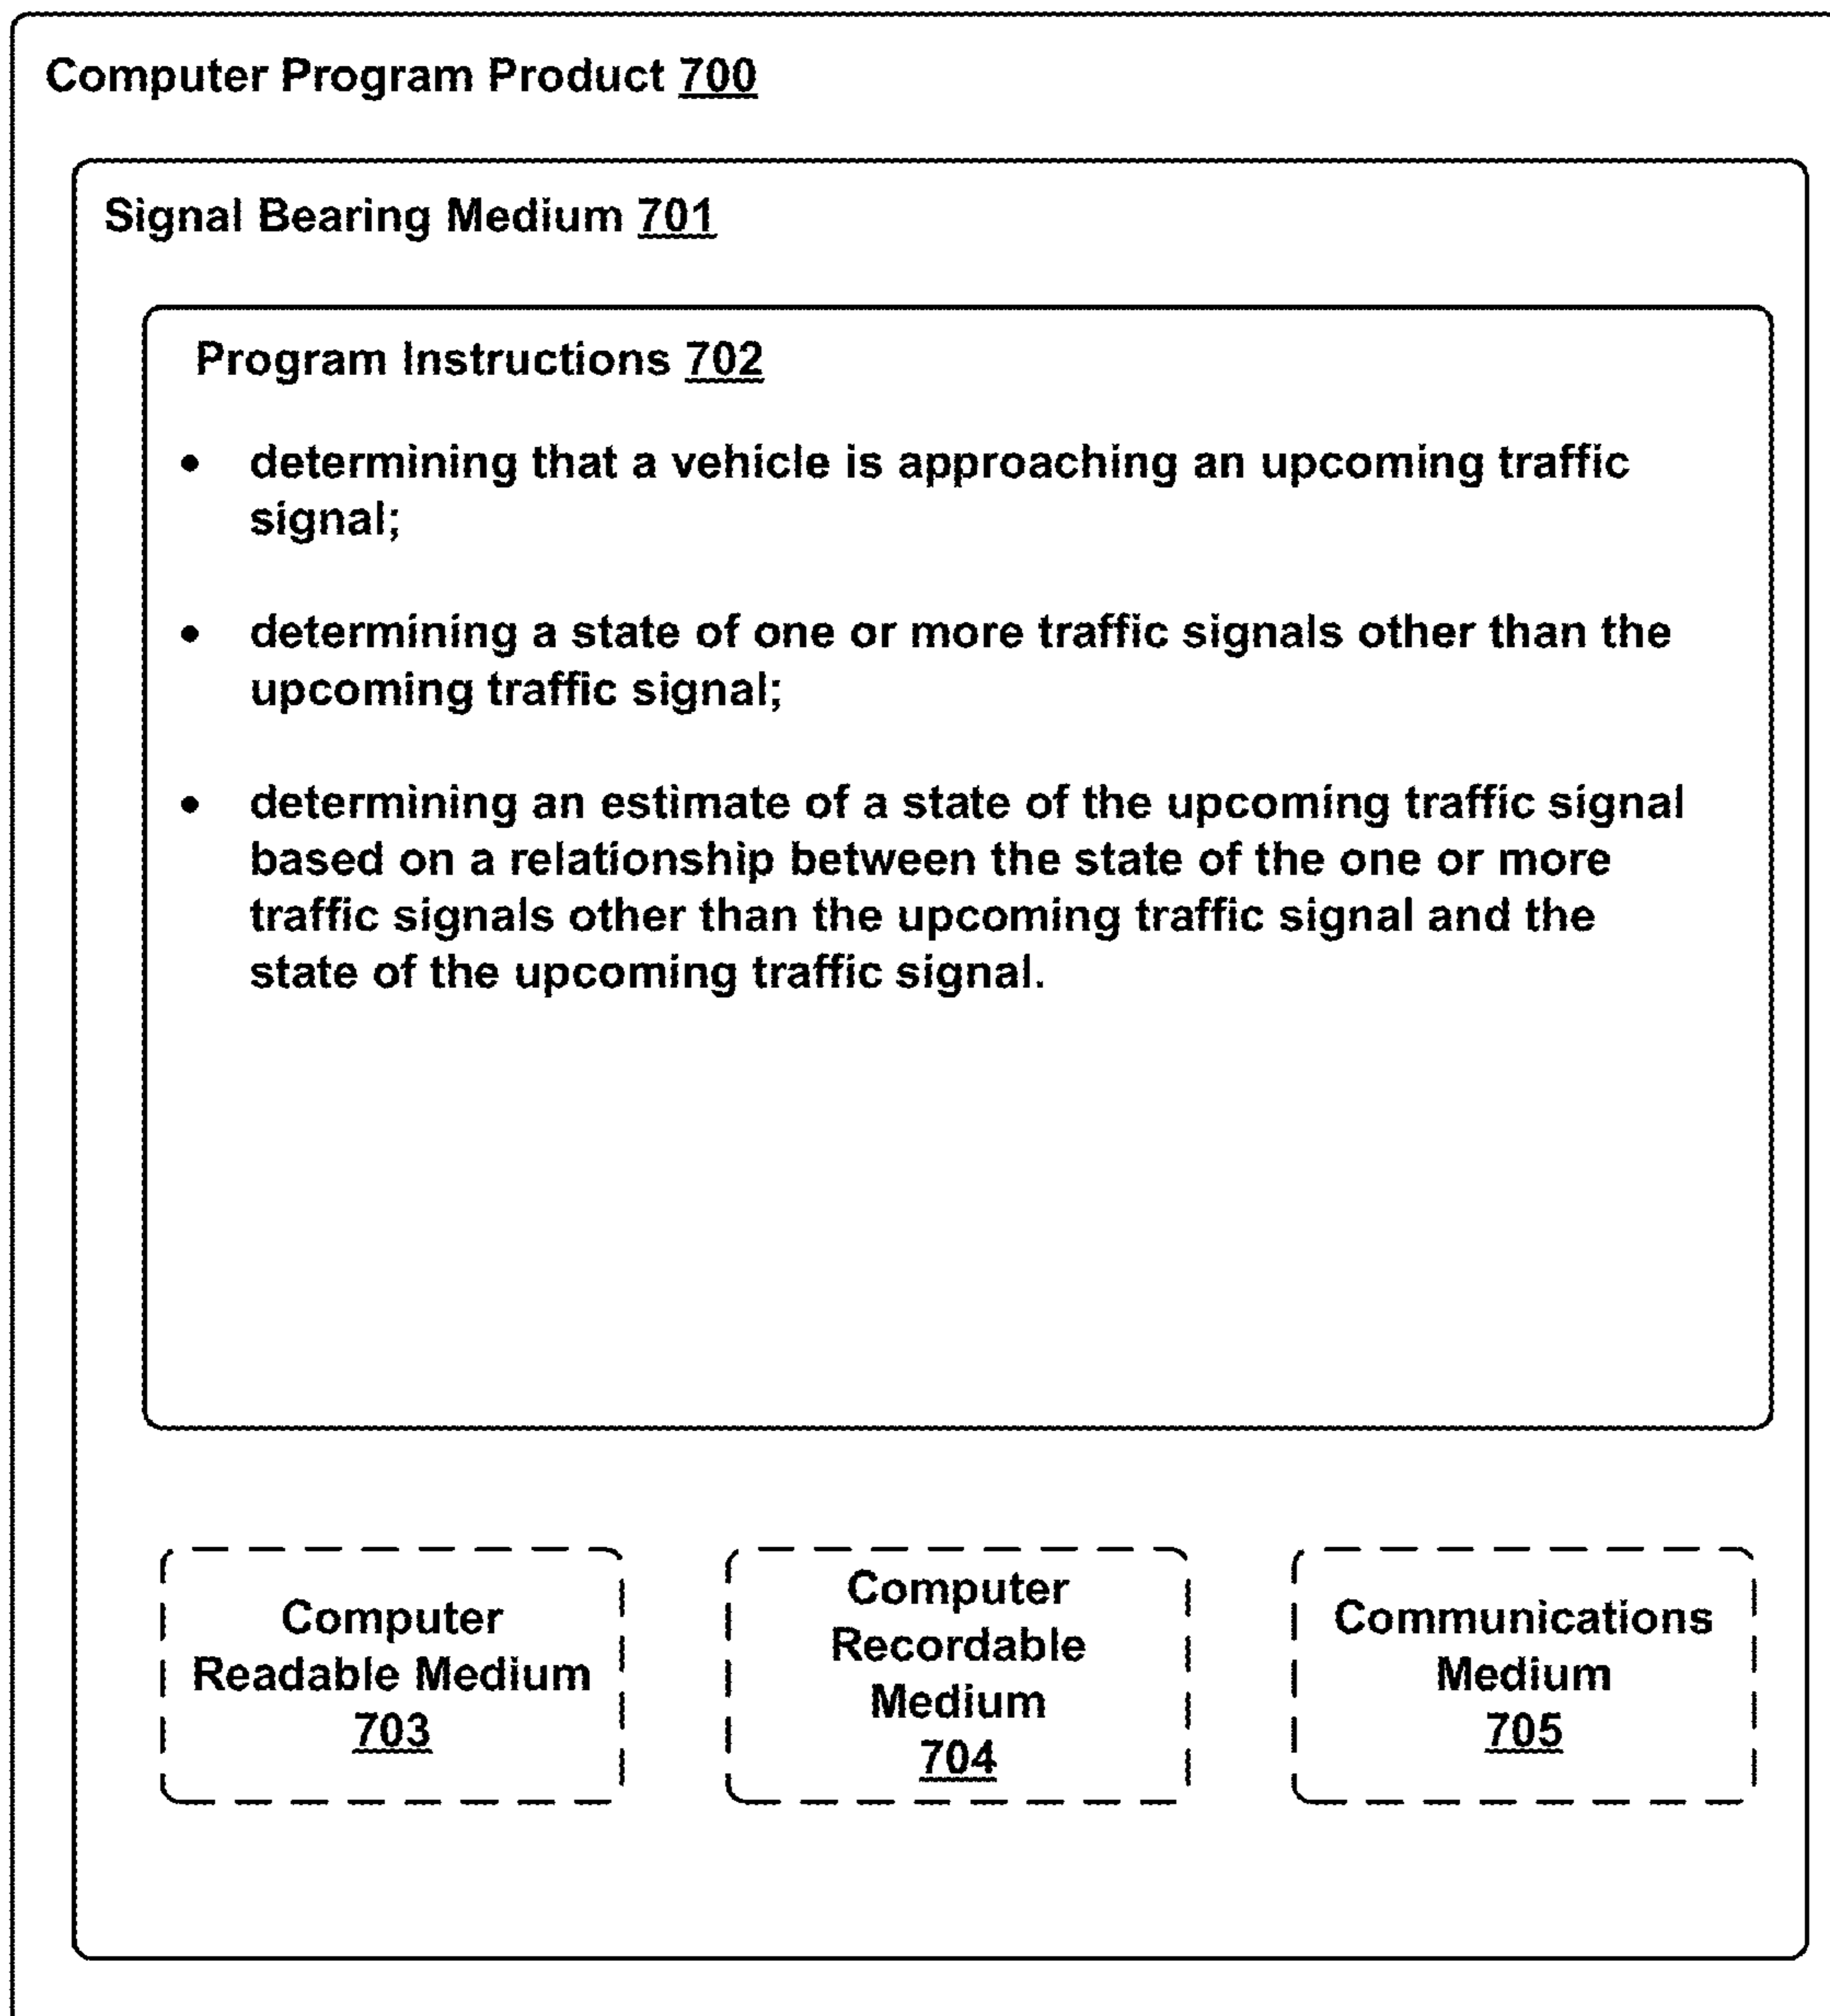 Computer Program Product 700
Signal Bearing Medium 701
Program Instructions 702
• determining that a vehicle is approaching an upcoming traffic
signal;
• determining a state of one or more traffic signals other than the
upcoming traffic signal;
• determining an estimate of a state of the upcoming traffic signal
based on a relationship between the state of the one or more
traffic signals other than the upcoming traffic signal and the
state of the upcoming traffic signal.
Computer
Readable Medium
703
Computer
Recordable
Medium
704
Communications
Medium
705